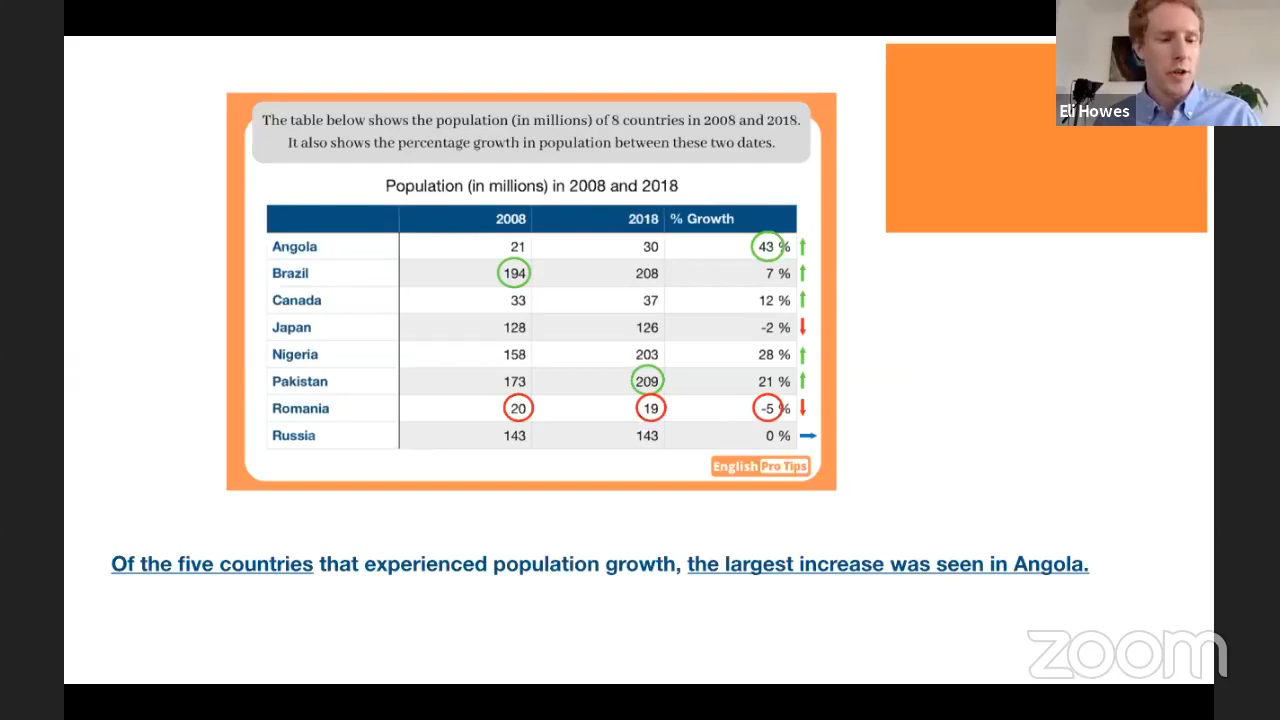 Eli Howes
The table below shows the population (in millions) of 8 countries in 2008 and 2018.
It also shows the percentage growth in population between these two dates.
Population (in millions) in 2008 and 2018
2008 2018 % Growth
Angola 21 30 43 %
Brazil 194 208 7 %
Canada 33 37 12 %
Japan 128 126 -2 %
Nigeria 158 203 28 %
Pakistan 173 209 21 %
Romania 20 19 -5 %
Russia 143 143 0 %
English Pro Tips
Of the five countries that experienced population growth, the largest increase was seen in Angola.
zoom